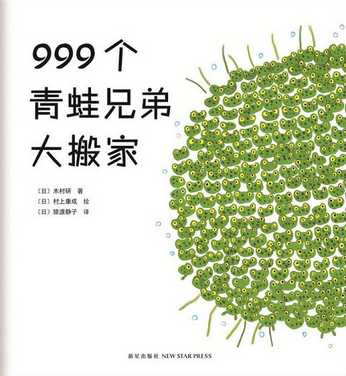 999个
青蛙兄弟
大搬家
〔日〕木村研 著
〔日〕村上康成 绘
〔日〕猿渡静子 译
新星出版社 NEW STAR PRESS